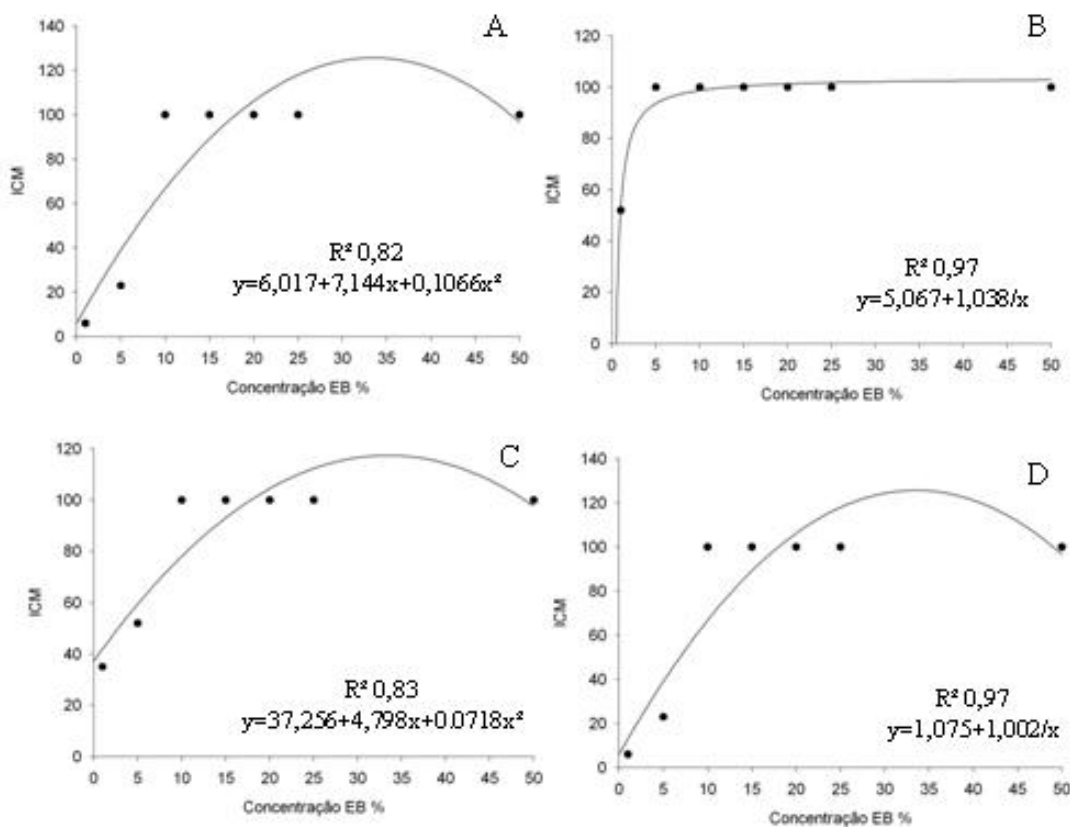 A
140
120
100
80
60
40
20
0
ICM
R² 0,82
y=6,017+7,144x+0,1066x²
0 5 10 15 20 25 30 35 40 45 50
Concentração EB %
B
120
100
80
60
40
20
0
ICM
R² 0,97
y=5,067+1,038/x
0 5 10 15 20 25 30 35 40 45 50
Concentração EB %
C
120
100
80
60
40
20
0
ICM
R² 0,83
y=37,256+4,798x+0.0718x²
0 5 10 15 20 25 30 35 40 45 50
Concentração EB %
D
140
120
100
80
60
40
20
0
ICM
R² 0,97
y=1,075+1,002/x
0 5 10 15 20 25 30 35 40 45 50
Concentração EB %